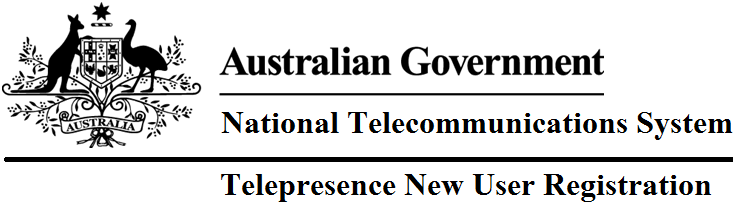 AUSTRALIA
Australian Government
National Telecommunications System
Telepresence New User Registration